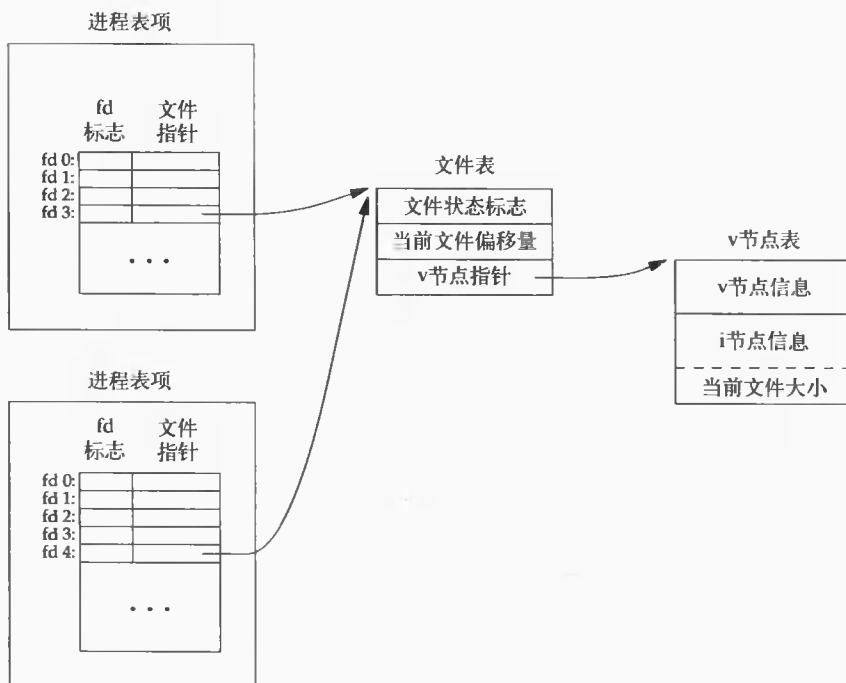 进程表项
fd 文件
标志 指针
fd 0:
fd 1:
fd 2:
fd 3:
• • •
文件表
文件状态标志
当前文件偏移量
v节点指针
v节点表
v节点信息
i节点信息
当前文件大小
进程表项
fd 文件
标志 指针
fd 0:
fd 1:
fd 2:
fd 3:
fd 4:
• • •